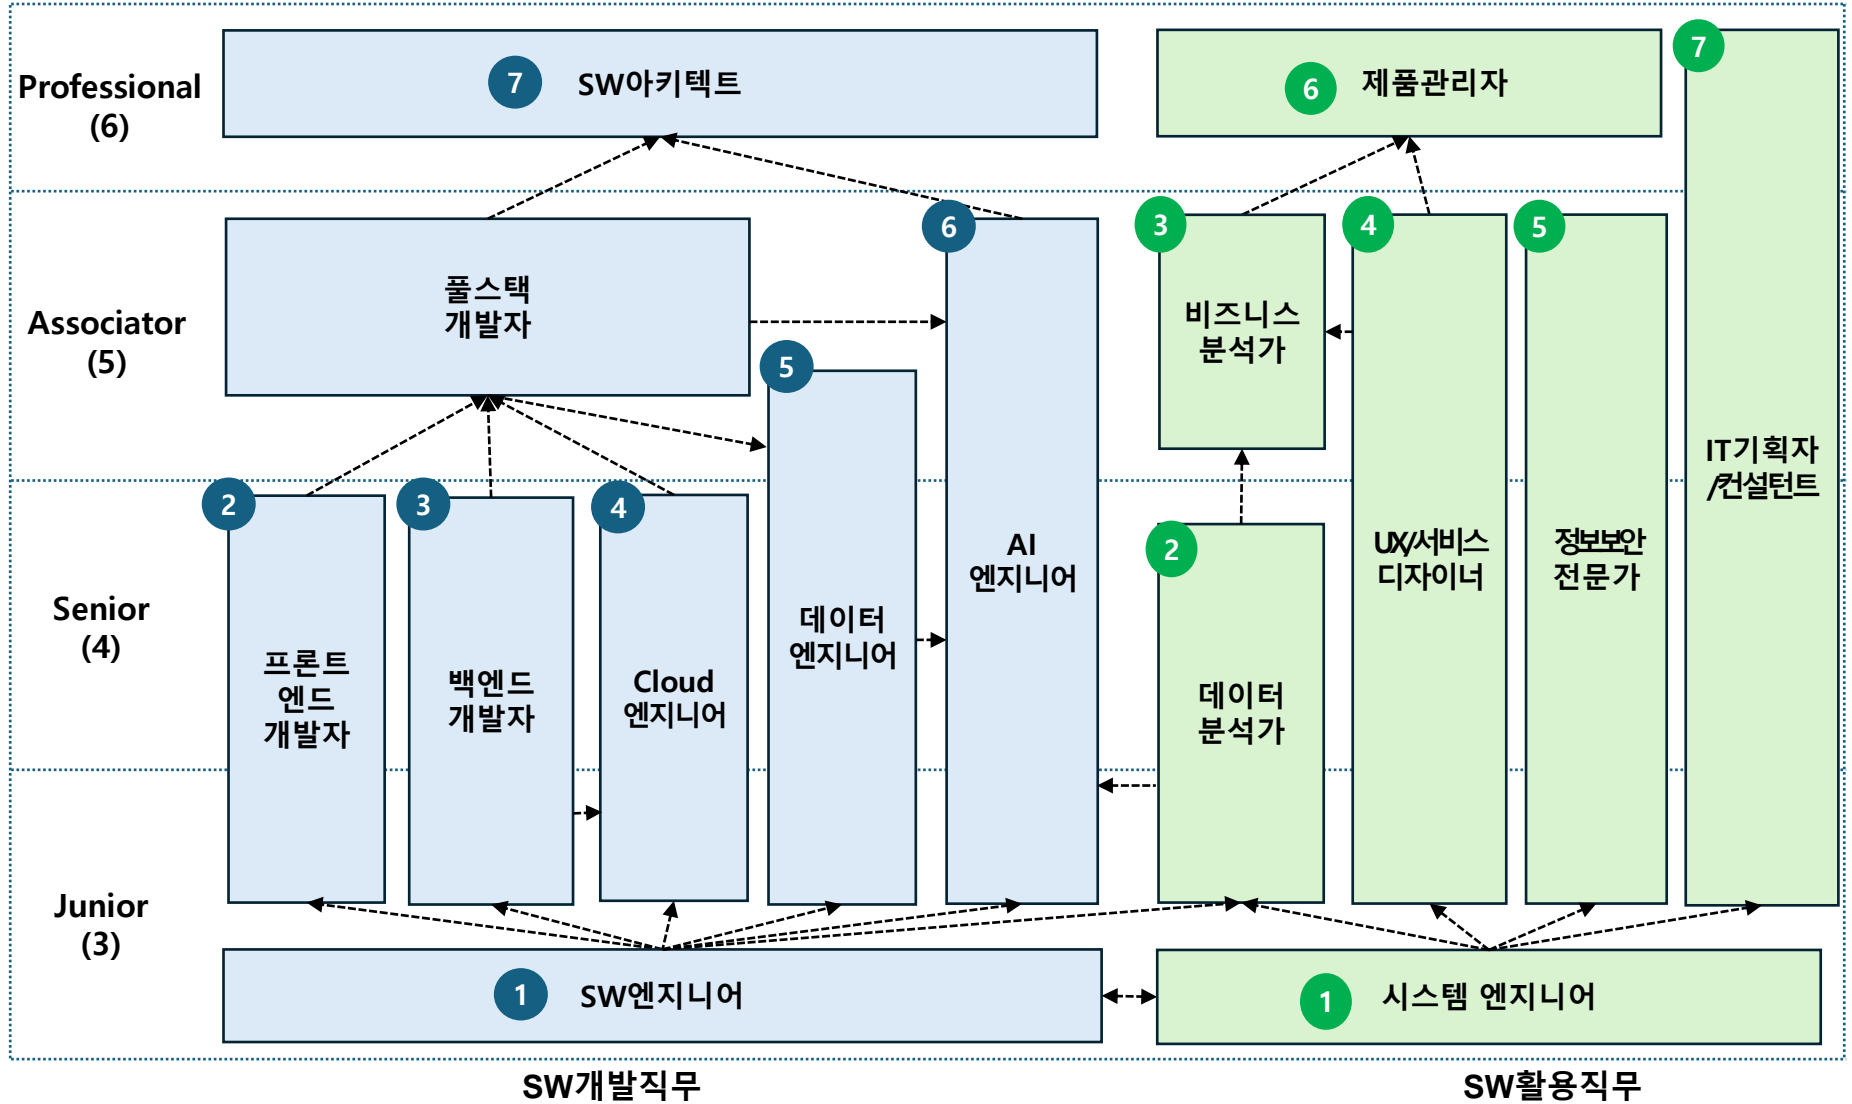 Professional
(6)
7 SW아키텍트
6 제품관리자
7
Associator
(5)
풀스택
개발자
5
6
3
비즈니스
분석가
4
5
IT기획자
/컨설턴트
Senior
(4)
2
프론트
엔드
개발자
3
백엔드
개발자
4
Cloud
엔지니어
데이터
엔지니어
AI
엔지니어
2
데이터
분석가
UX/서비스
디자이너
정보보안
전문가
Junior
(3)
1 SW엔지니어
1 시스템 엔지니어
SW개발직무
SW활용직무